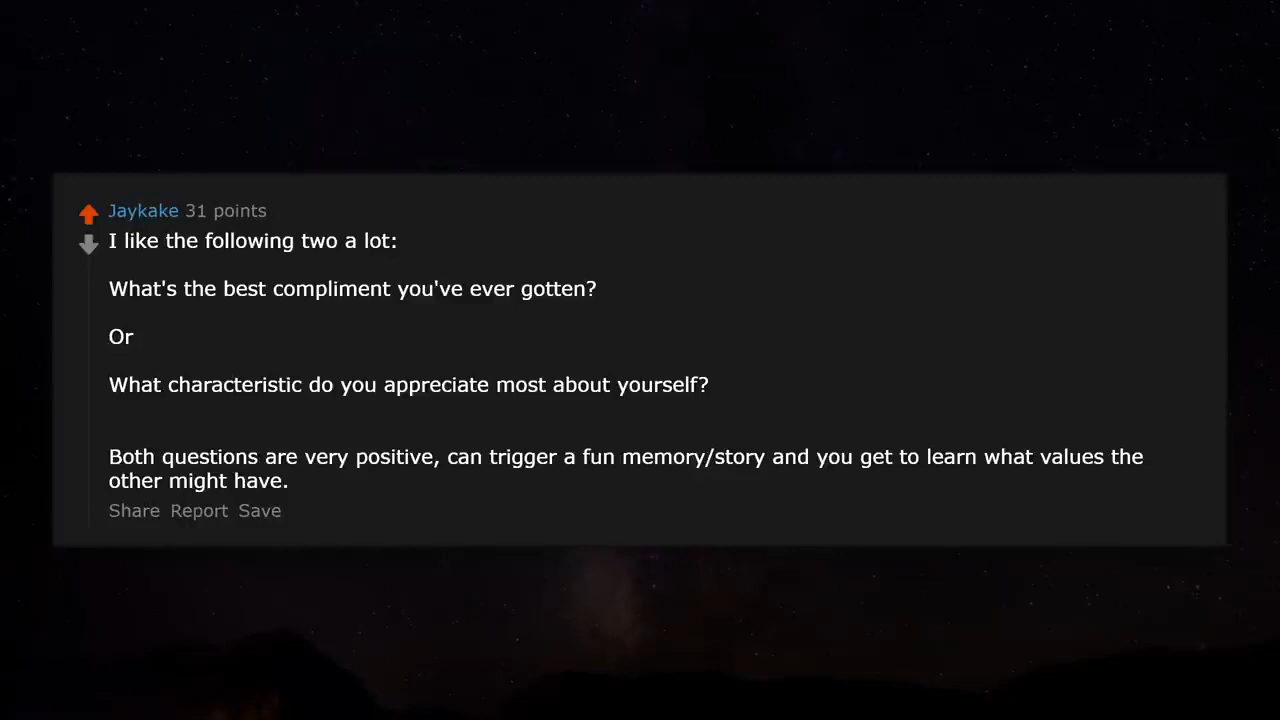 Jaykake 31 points
I like the following two a lot:
What's the best compliment you've ever gotten?
Or
What characteristic do you appreciate most about yourself?
Both questions are very positive, can trigger a fun memory/story and you get to learn what values the
other might have.
Share Report Save